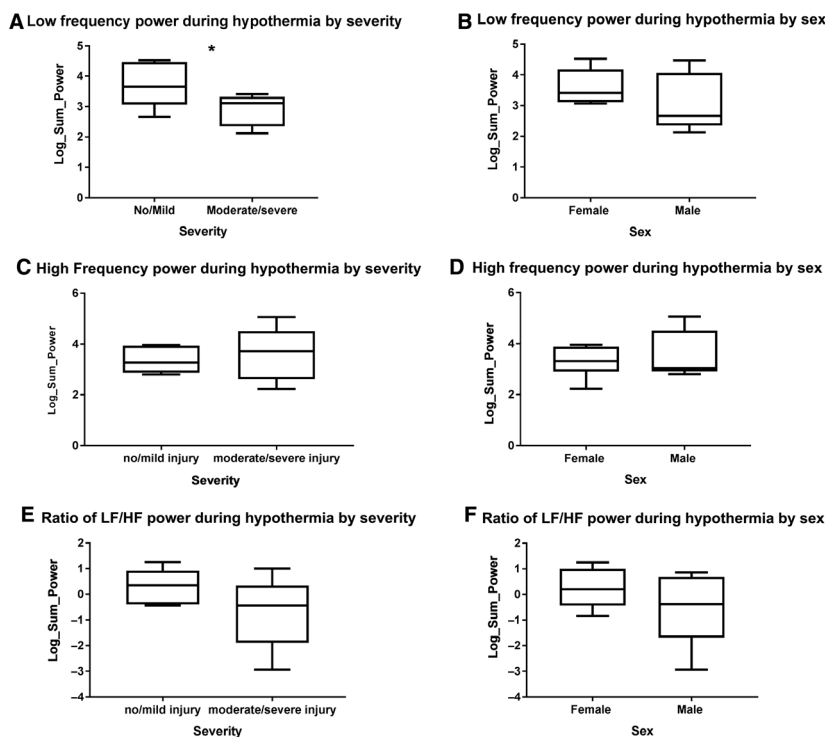 A Low frequency power during hypothermia by severity
*
Log_Sum_Power
5
4
3
2
1
0
No/Mild Moderate/severe
Severity
B Low frequency power during hypothermia by sex
Log_Sum_Power
5
4
3
2
1
0
Female Male
Sex
C High Frequency power during hypothermia by severity
Log_Sum_Power
6
4
2
0
no/mild injury moderate/severe injury
Severity
D High frequency power during hypothermia by sex
Log_Sum_Power
6
4
2
0
Female Male
Sex
E Ratio of LF/HF power during hypothermia by severity
Log_Sum_Power
2
1
0
–1
–2
–3
–4
no/mild injury moderate/severe injury
Severity
F Ratio of LF/HF power during hypothermia by sex
Log_Sum_Power
2
1
0
–1
–2
–3
–4
Female Male
Sex